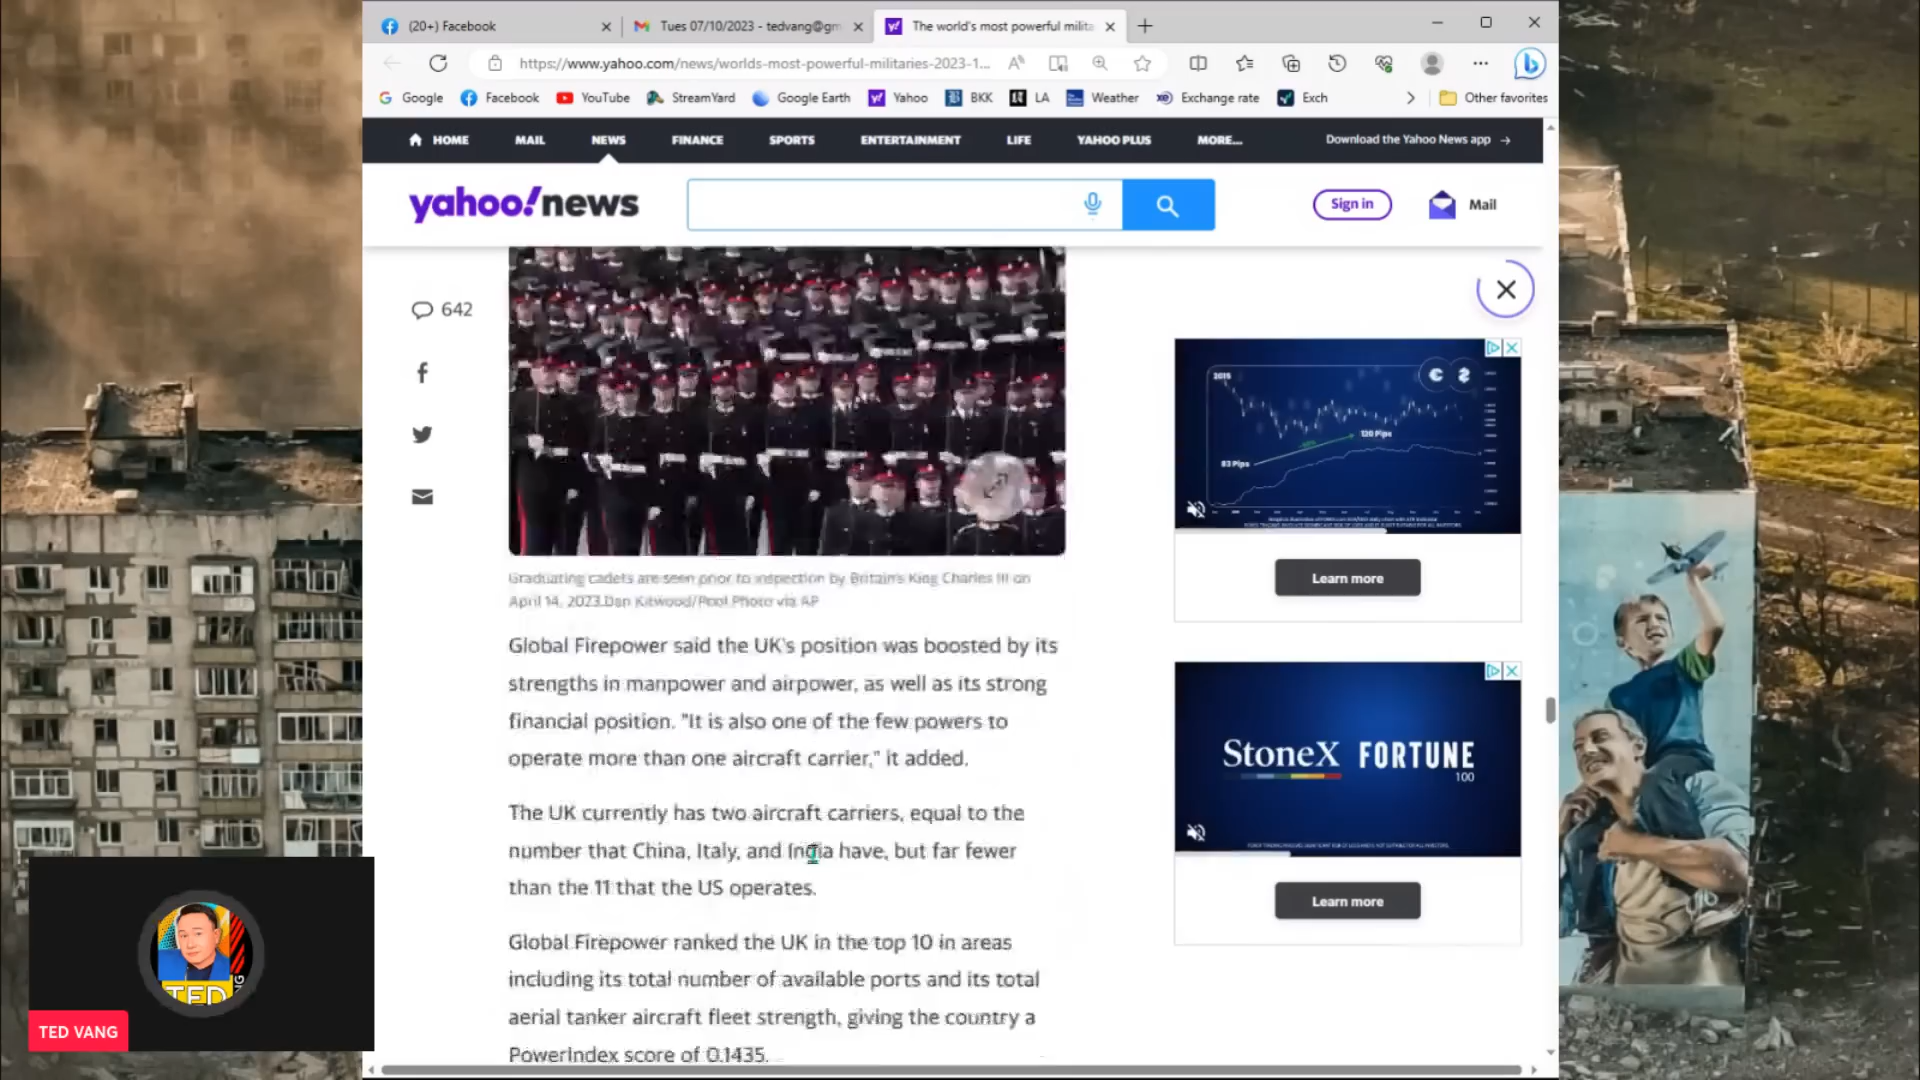 (20+) Facebook
Tues 07/10/2023 - tedvang@gm
The world's most powerful milita
https://www.yahoo.com/news/worlds-most-powerful-militaries-2023-1...
Google
Facebook
YouTube
StreamYard
Google Earth
Yahoo
BKK
LA
Weather
Exchange rate
Exch
Other favorites
HOME
MAIL
NEWS
FINANCE
SPORTS
ENTERTAINMENT
LIFE
YAHOO PLUS
MORE...
Download the Yahoo News app →
yahoo!news
Sign in
Mail
642
Graduating cadets are seen prior to inspection by Britain's King Charles III on
April 14, 2023.Dan Kitwood/Pool Photo via AP
Global Firepower said the UK's position was boosted by its
strengths in manpower and airpower, as well as its strong
financial position. "It is also one of the few powers to
operate more than one aircraft carrier," it added.
The UK currently has two aircraft carriers, equal to the
number that China, Italy, and India have, but far fewer
than the 11 that the US operates.
Global Firepower ranked the UK in the top 10 in areas
including its total number of available ports and its total
aerial tanker aircraft fleet strength, giving the country a
PowerIndex score of 0.1435.
2015
83 Pips
120 Pips
Learn more
StoneX FORTUNE
100
Learn more
TED
TED VANG